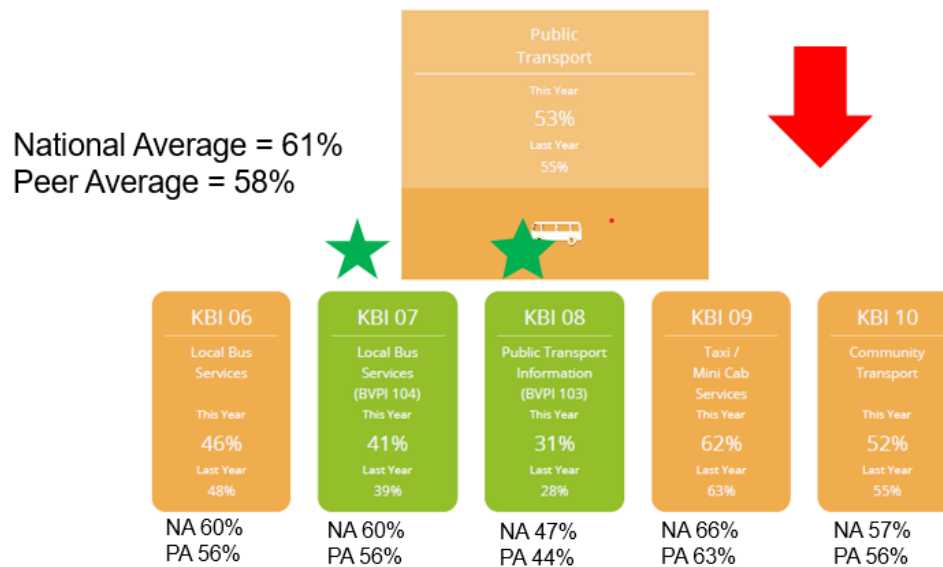 Public
Transport
This Year
53%
Last Year
55%
National Average = 61%
Peer Average = 58%
KBI 06
Local Bus
Services
This Year
46%
Last Year
48%
NA 60%
PA 56%
KBI 07
Local Bus
Services
(BVPI 104)
This Year
41%
Last Year
39%
NA 60%
PA 56%
KBI 08
Public Transport
Information
(BVPI 103)
This Year
31%
Last Year
28%
NA 47%
PA 44%
KBI 09
Taxi /
Mini Cab
Services
This Year
62%
Last Year
63%
NA 66%
PA 63%
KBI 10
Community
Transport
This Year
52%
Last Year
55%
NA 57%
PA 56%